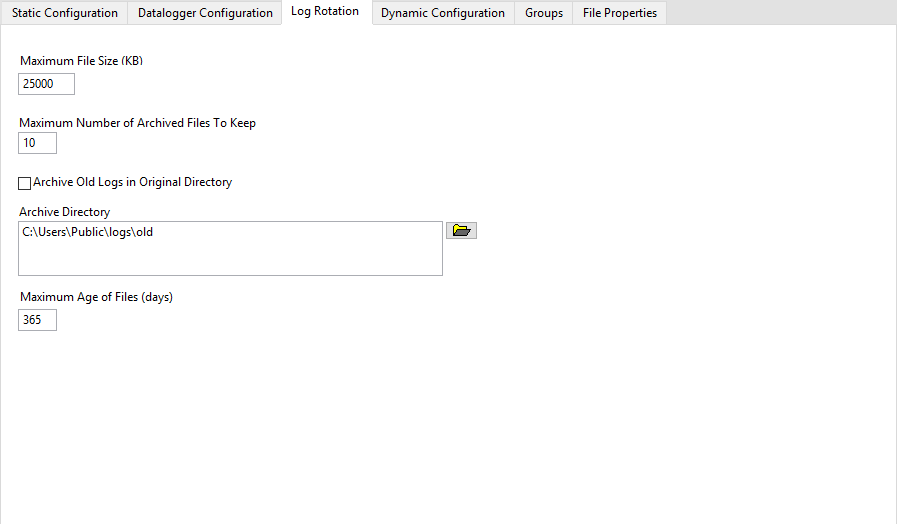 Static Configuration Datalogger Configuration Log Rotation Dynamic Configuration Groups File Properties
Maximum File Size (KB)
25000
Maximum Number of Archived Files To Keep
10
Archive Old Logs in Original Directory
Archive Directory
C:\Users\Public\logs\old
Maximum Age of Files (days)
365